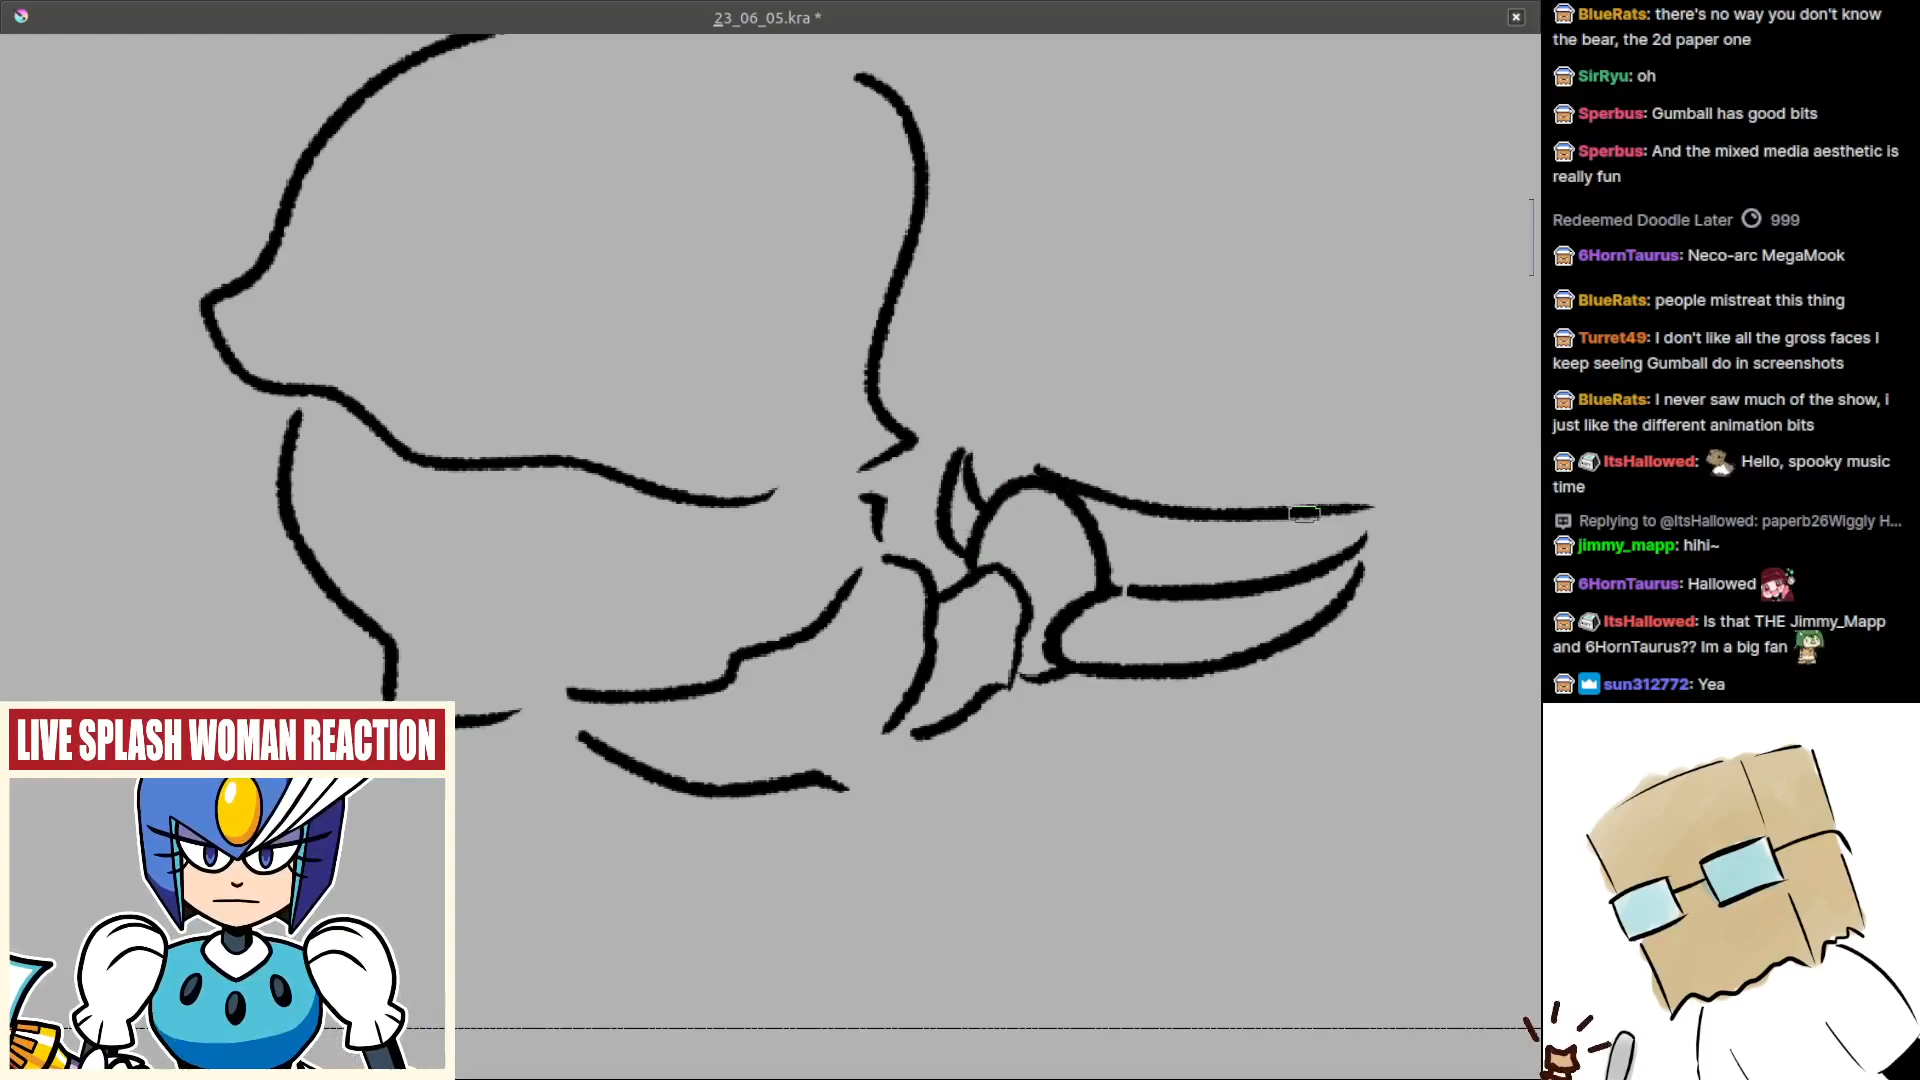 23_06_05.kra *
BlueRats: there's no way you don't know
the bear, the 2d paper one
SirRyu: oh
Sperbus: Gumball has good bits
Sperbus: And the mixed media aesthetic is
really fun
Redeemed Doodle Later 999
6HornTaurus: Neco-arc MegaMook
BlueRats: people mistreat this thing
Turret49: I don't like all the gross faces I
keep seeing Gumball do in screenshots
BlueRats: I never saw much of the show, i
just like the different animation bits
ItsHallowed: Hello, spooky music
time
Replying to @ItsHallowed: paperb26Wiggly H...
jimmy_mapp: hihi~
6HornTaurus: Hallowed
ItsHallowed: Is that THE Jimmy_Mapp
and 6HornTaurus?? Im a big fan
sun312772: Yea
LIVE SPLASH WOMAN REACTION